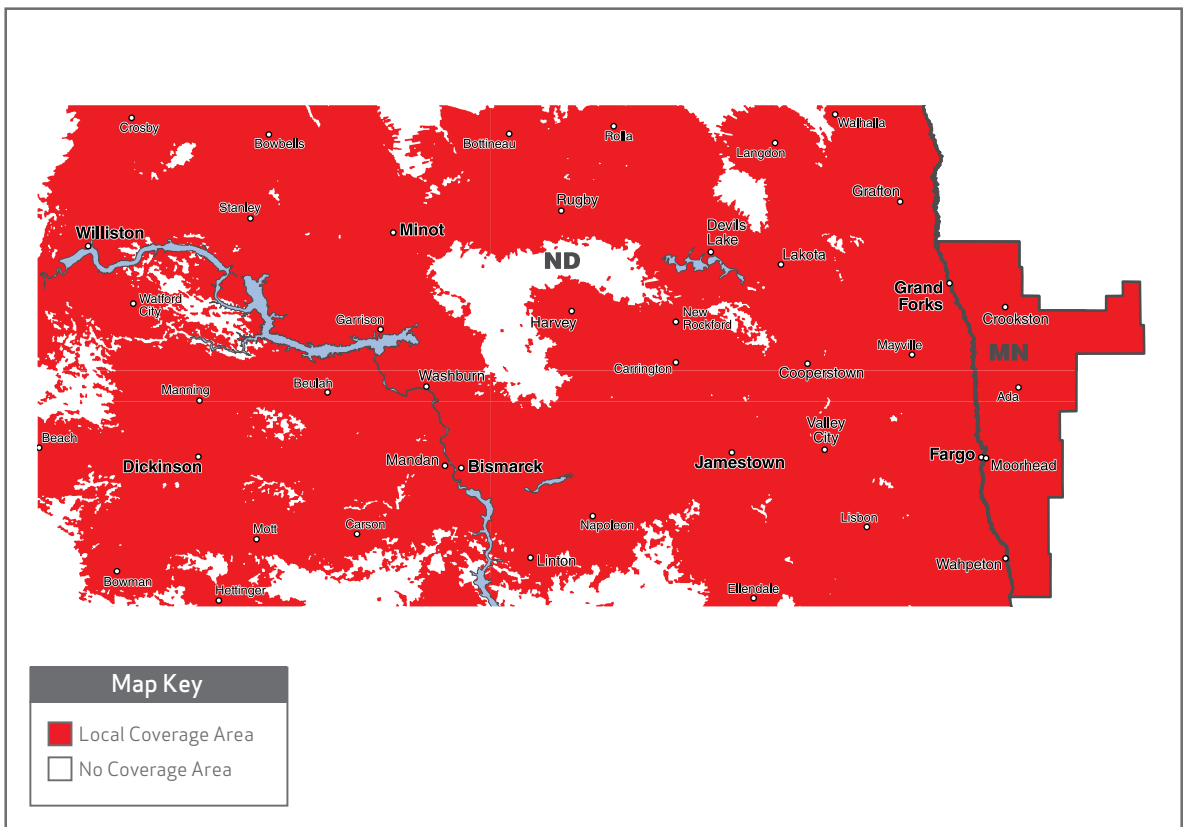 Crosby
Bowbells
Bottineau
Rolla
Langdon
Walhalla
Stanley
Rugby
Grafton
Williston
Minot
Devils
Lake
Lakota
ND
Watford
City
Garrison
Harvey
New
Rockford
Grand
Forks
Crookston
Mayville
MN
Manning
Beulah
Washburn
Carrington
Cooperstown
Ada
Beach
Dickinson
Mandan
Bismarck
Jamestown
Valley
City
Fargo
Moorhead
Mott
Carson
Napoleon
Lisbon
Bowman
Hettinger
Linton
Ellendale
Wahpeton
Map Key
Local Coverage Area
No Coverage Area